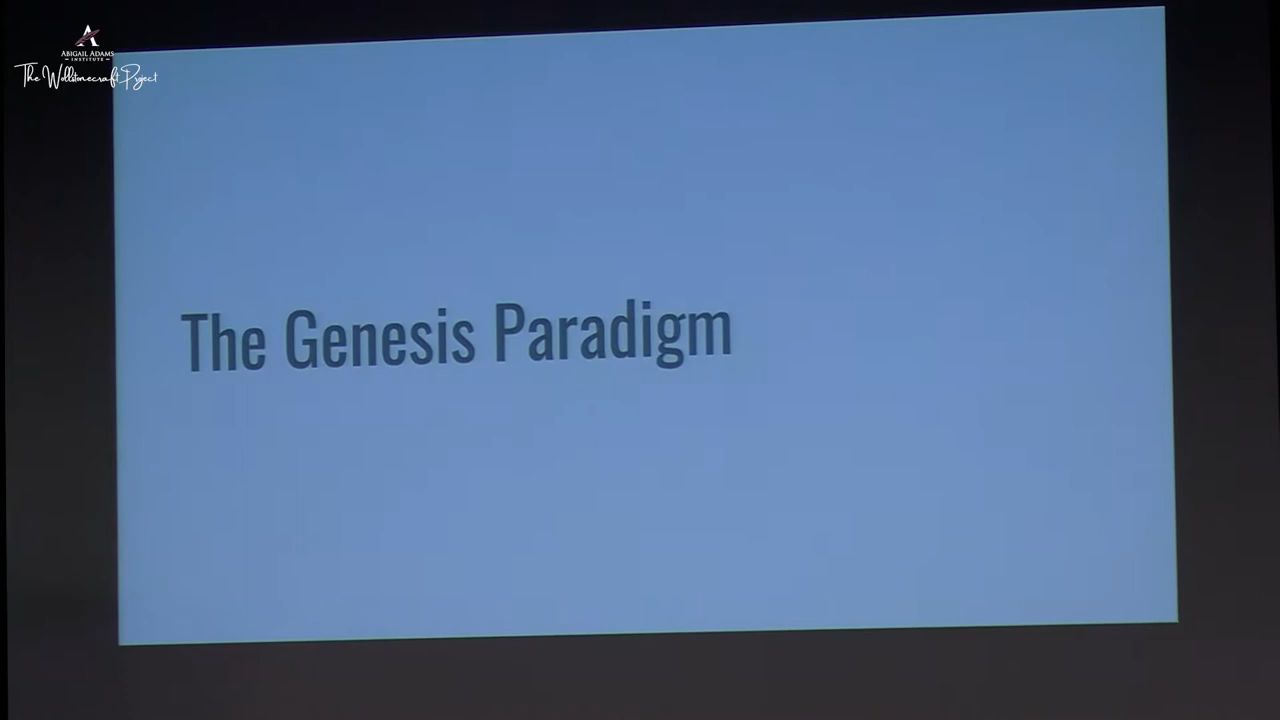 ABIGAIL ADAMS
INSTITUTE
The Wollstonecraft Project
The Genesis Paradigm